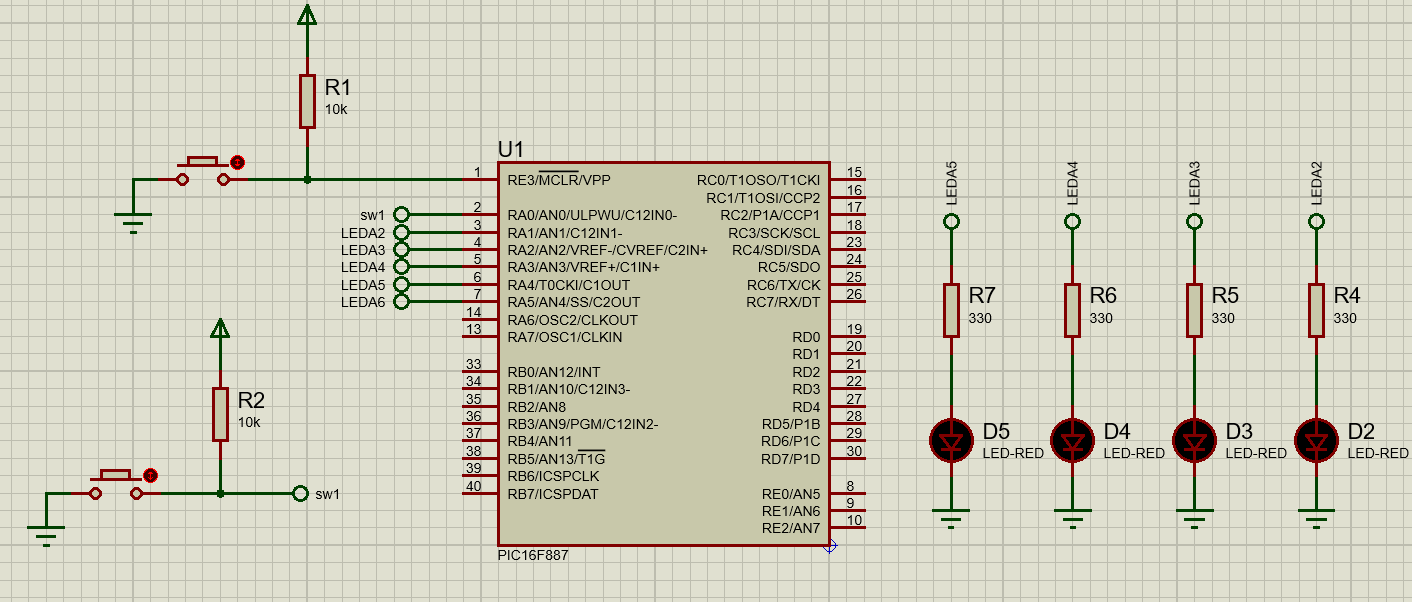 R1
10k
U1
1
RE3/MCLR/VPP
sw1
2
RA0/AN0/ULPWU/C12IN0-
LEDA2
3
RA1/AN1/C12IN1-
LEDA3
4
RA2/AN2/VREF-/CVREF/C2IN+
LEDA4
5
RA3/AN3/VREF+/C1IN+
LEDA5
6
RA4/T0CKI/C1OUT
LEDA6
7
RA5/AN4/SS/C2OUT
14
RA6/OSC2/CLKOUT
13
RA7/OSC1/CLKIN
33
RB0/AN12/INT
34
RB1/AN10/C12IN3-
35
RB2/AN8
36
RB3/AN9/PGM/C12IN2-
37
RB4/AN11
38
RB5/AN13/T1G
39
RB6/ICSPCLK
40
RB7/ICSPDAT
RC0/T1OSO/T1CKI
15
RC1/T1OSI/CCP2
16
RC2/P1A/CCP1
17
RC3/SCK/SCL
18
RC4/SDI/SDA
23
RC5/SDO
24
RC6/TX/CK
25
RC7/RX/DT
26
RD0
19
RD1
20
RD2
21
RD3
22
RD4
27
RD5/P1B
28
RD6/P1C
29
RD7/P1D
30
RE0/AN5
8
RE1/AN6
9
RE2/AN7
10
PIC16F887
R2
10k
sw1
LEDA5
LEDA4
LEDA3
LEDA2
R7
330
R6
330
R5
330
R4
330
D5
LED-RED
D4
LED-RED
D3
LED-RED
D2
LED-RED